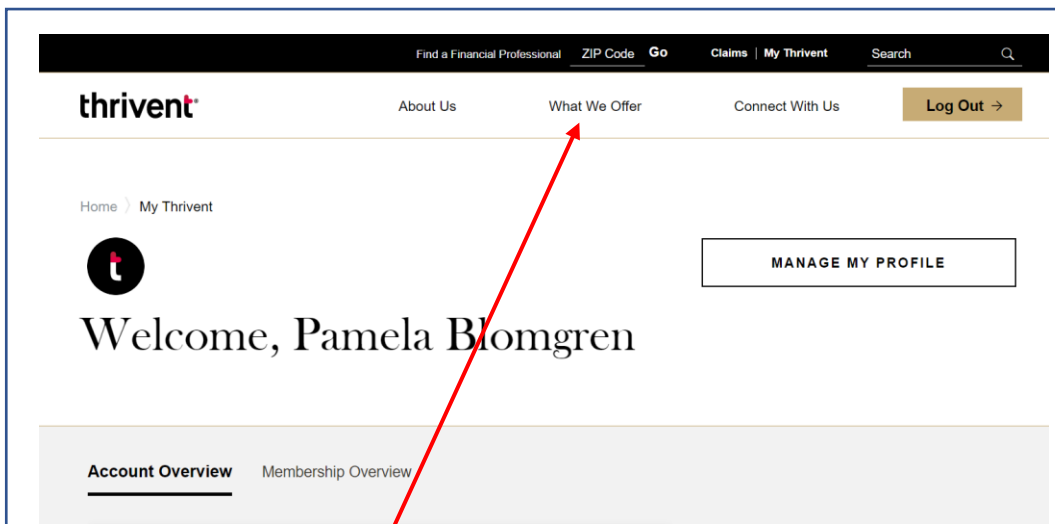 Find a Financial Professional ZIP Code Go Claims | My Thrivent Search
thrivent
About Us What We Offer Connect With Us Log Out →
Home 〉 My Thrivent
t
MANAGE MY PROFILE
Welcome, Pamela Blomgren
Account Overview Membership Overview